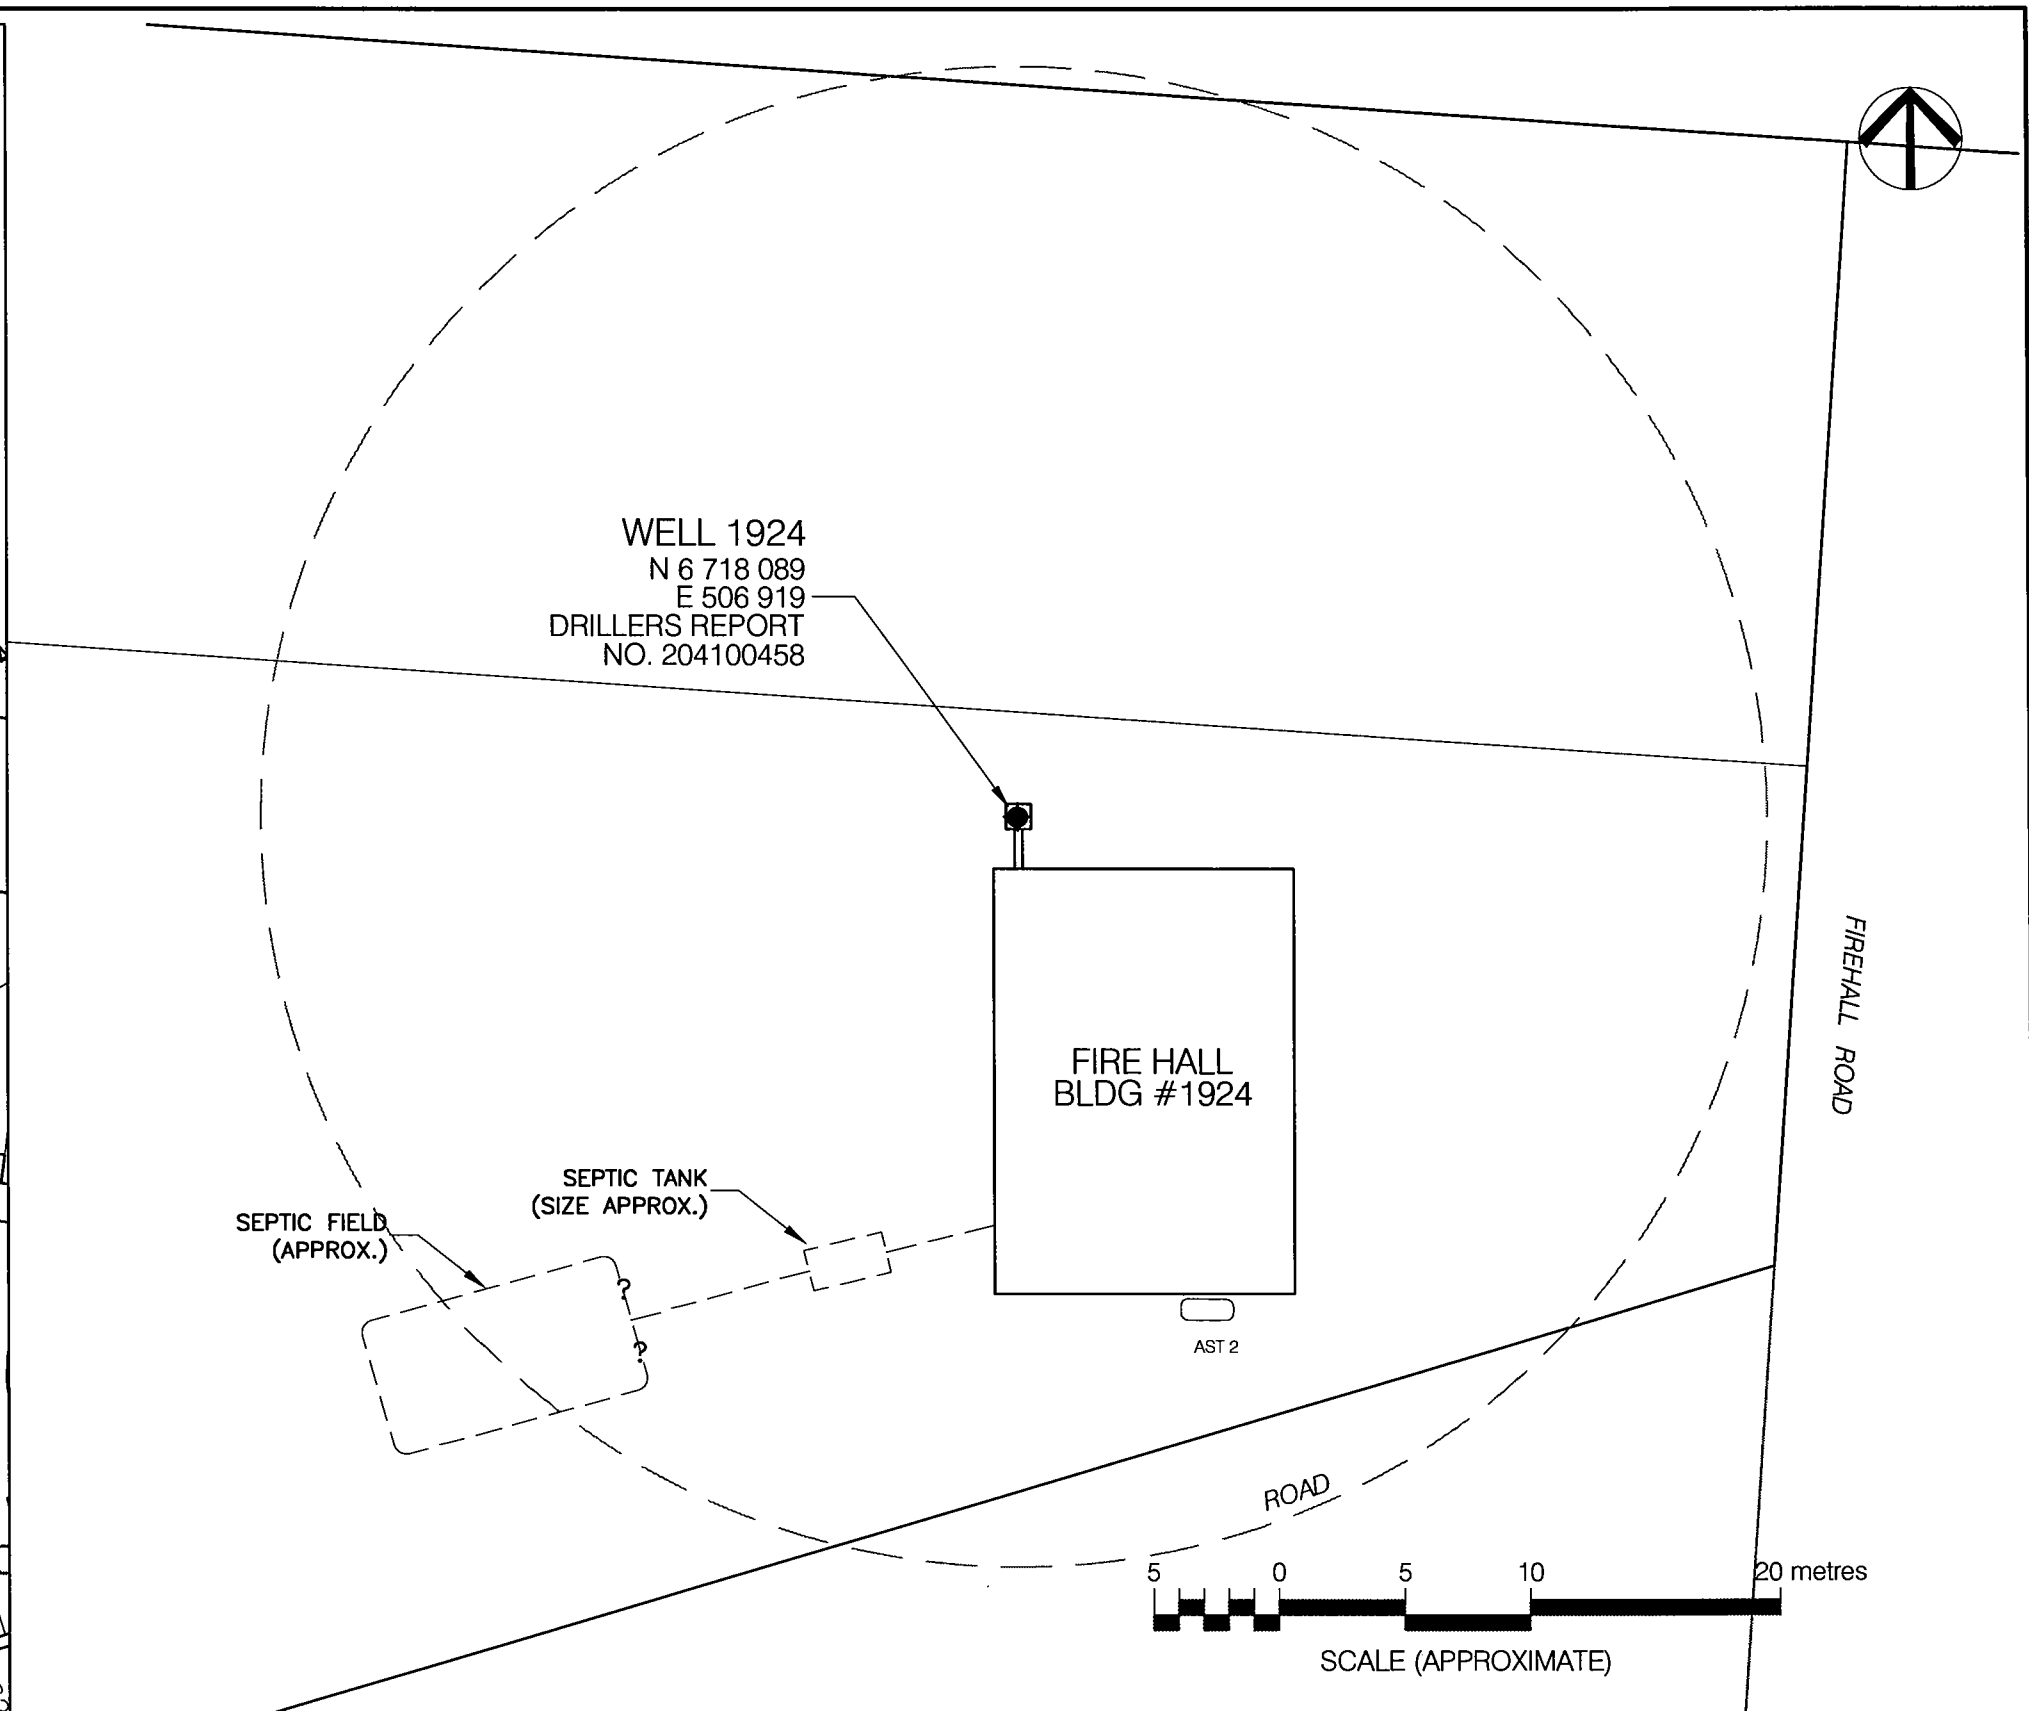 WELL 1924
N 6 718 089
E 506 919
DRILLERS REPORT
NO. 204100458
FIREHALL ROAD
FIRE HALL
BLDG #1924
SEPTIC TANK
(SIZE APPROX.)
SEPTIC FIELD
(APPROX.)
?
?
AST 2
ROAD
5 0 5 10 20 metres
SCALE (APPROXIMATE)